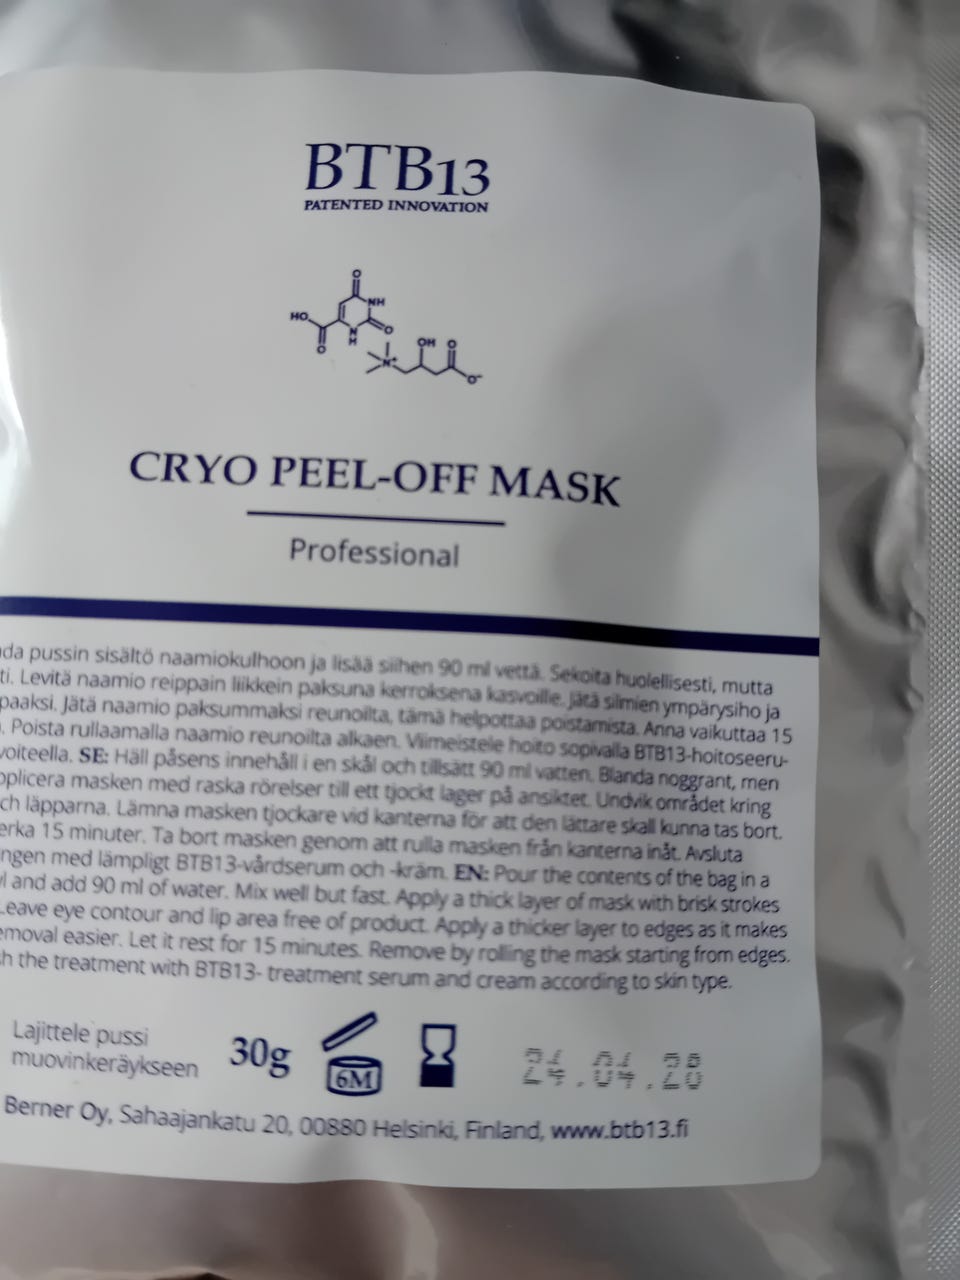 BTB13
PATENTED INNOVATION
O
NH
HO
O
N
H
O
OH
O
N+
O-
CRYO PEEL-OFF MASK
Professional
da pussin sisältö naamiokulhoon ja lisää siihen 90 ml vettä. Sekoita huolellisesti, mutta
ti. Levitä naamio reippain liikkein paksuna kerroksena kasvoille. Jätä silmien ympärysiho ja
paaksi. Jätä naamio paksummaksi reunoilta, tämä helpottaa poistamista. Anna vaikuttaa 15
. Poista rullaamalla naamio reunoilta alkaen. Viimeistele hoito sopivalla BTB13-hoitoseeru-
voiteella. SE: Häll påsens innehåll i en skål och tillsätt 90 ml vatten. Blanda noggrant, men
pplicera masken med raska rörelser till ett tjockt lager på ansiktet. Undvik området kring
ch läpparna. Lämna masken tjockare vid kanterna för att den lättare skall kunna tas bort.
erka 15 minuter. Ta bort masken genom att rulla masken från kanterna inåt. Avsluta
ngen med lämpligt BTB13-vårdserum och -kräm. EN: Pour the contents of the bag in a
l and add 90 ml of water. Mix well but fast. Apply a thick layer of mask with brisk strokes
Leave eye contour and lip area free of product. Apply a thicker layer to edges as it makes
emoval easier. Let it rest for 15 minutes. Remove by rolling the mask starting from edges.
h the treatment with BTB13- treatment serum and cream according to skin type.
Lajittele pussi
muovinkeräykseen
30g
6M
24.04.28
Berner Oy, Sahaajankatu 20, 00880 Helsinki, Finland, www.btb13.fi